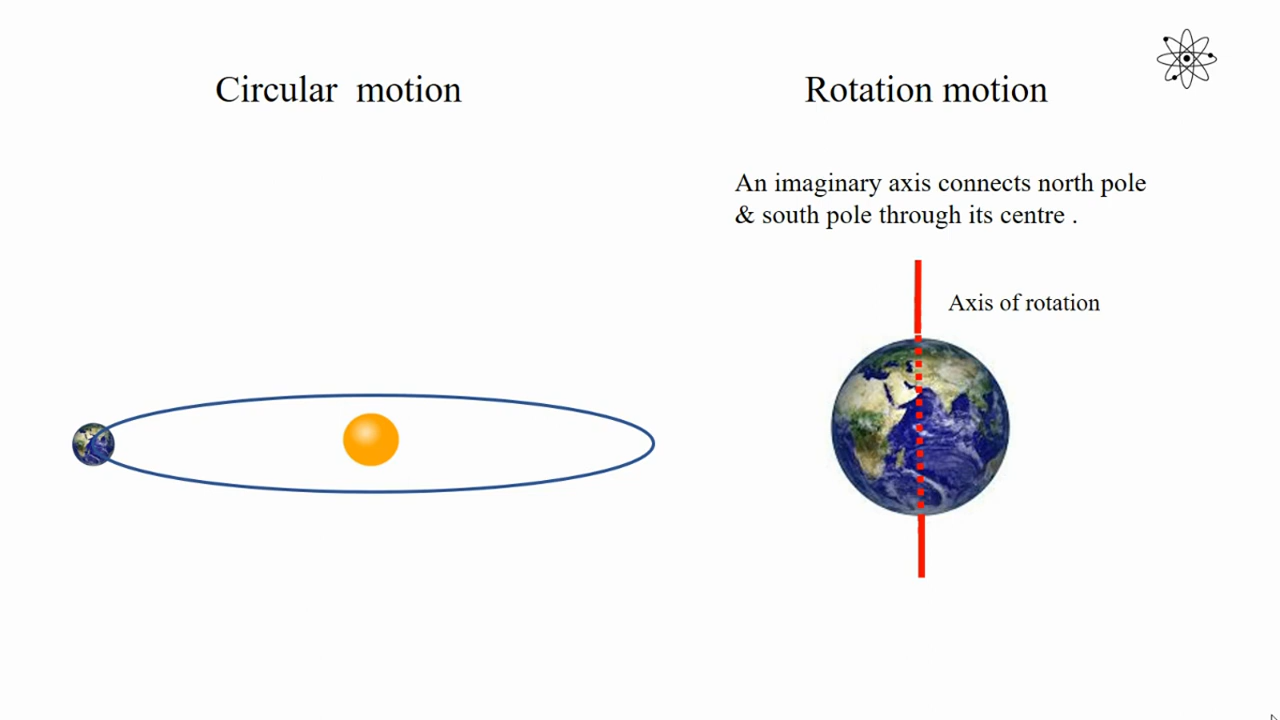 Circular motion
Rotation motion
An imaginary axis connects north pole
& south pole through its centre .
Axis of rotation